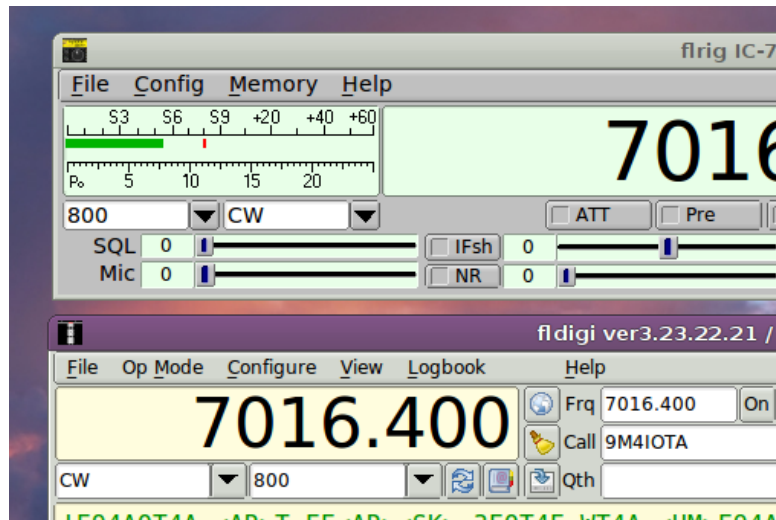 flrig IC-7
File Config Memory Help
S3 S6 S9 +20 +40 +60
Po 5 10 15 20
7016
800 CW ATT Pre
SQL 0 IFsh 0
Mic 0 NR 0
fldigi ver3.23.22.21 /
File Op Mode Configure View Logbook Help
7016.400 Frq 7016.400 On
Call 9M4IOTA
CW 800 Qth